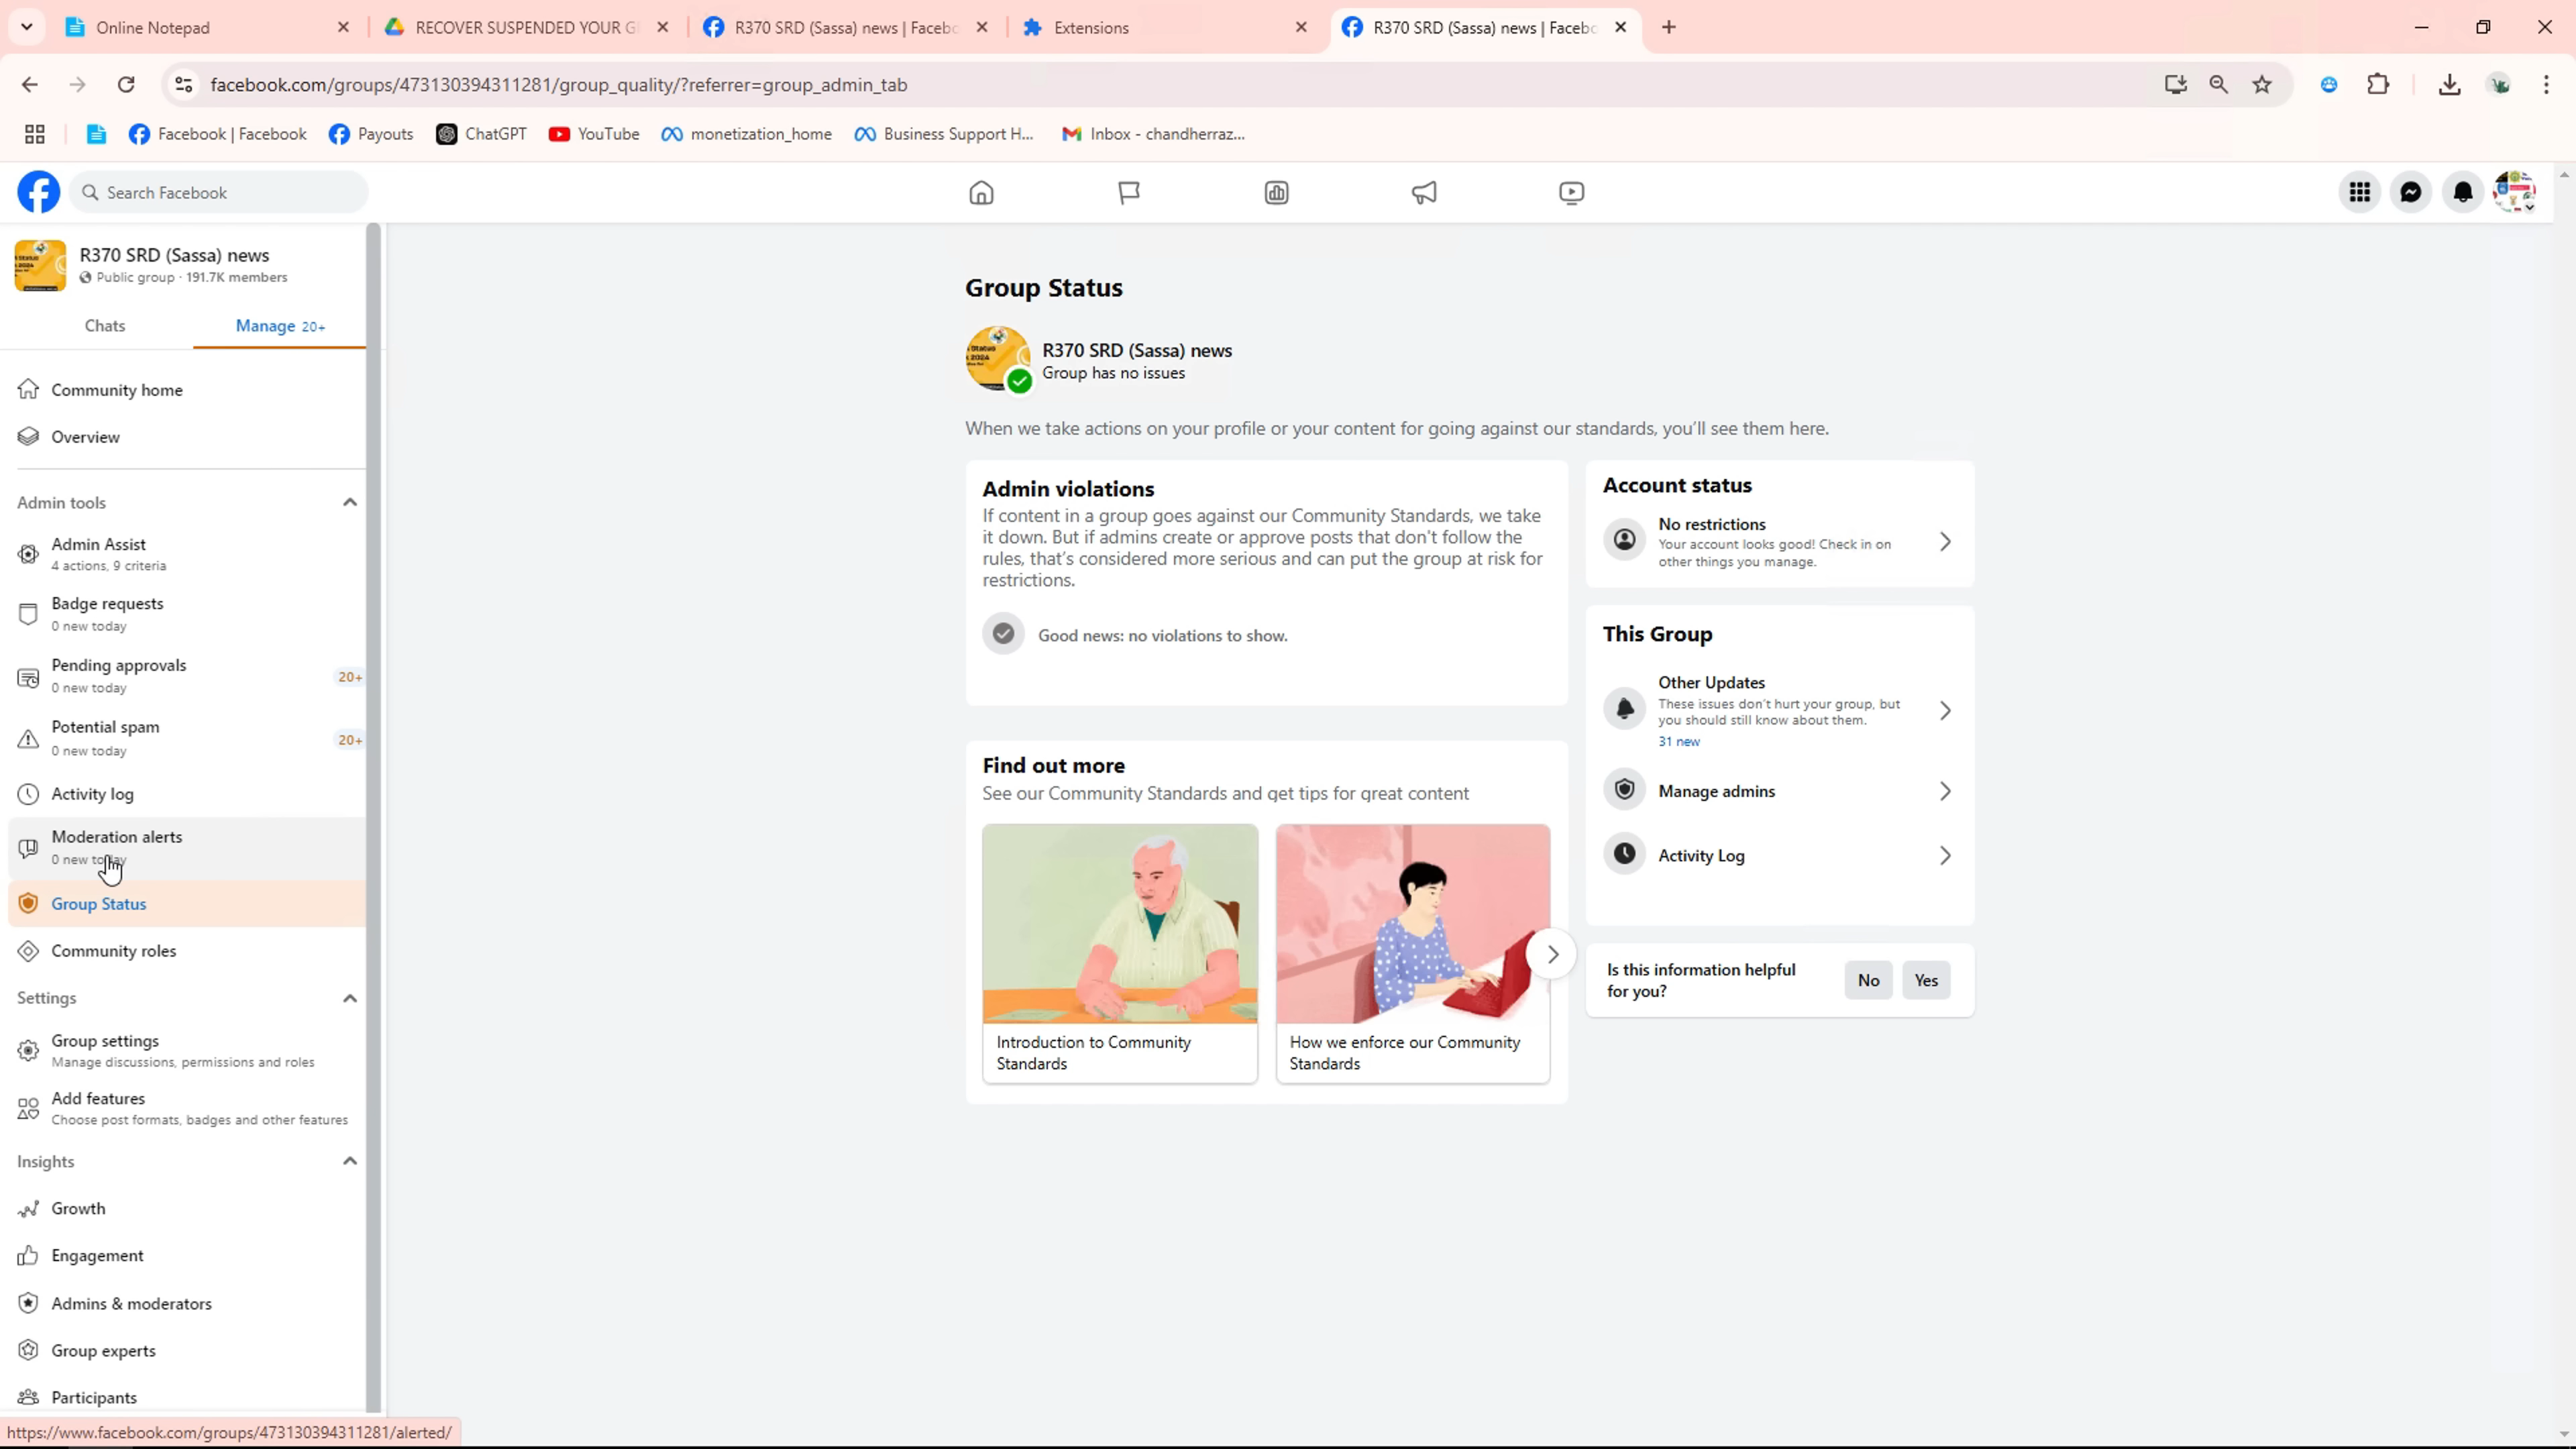 Online Notepad
RECOVER SUSPENDED YOUR G
R370 SRD (Sassa) news | Facebo
Extensions
R370 SRD (Sassa) news | Facebo
facebook.com/groups/473130394311281/group_quality/?referrer=group_admin_tab
Facebook | Facebook
Payouts
ChatGPT
YouTube
monetization_home
Business Support H...
Inbox - chandherraz...
Search Facebook
R370 SRD (Sassa) news
Public group · 191.7K members
Chats
Manage 20+
Community home
Overview
Admin tools
Admin Assist
4 actions, 9 criteria
Badge requests
0 new today
Pending approvals
0 new today
20+
Potential spam
0 new today
20+
Activity log
Moderation alerts
0 new today
Group Status
Community roles
Settings
Group settings
Manage discussions, permissions and roles
Add features
Choose post formats, badges and other features
Insights
Growth
Engagement
Admins & moderators
Group experts
Participants
https://www.facebook.com/groups/473130394311281/alerted/
Group Status
R370 SRD (Sassa) news
Group has no issues
When we take actions on your profile or your content for going against our standards, you'll see them here.
Admin violations
If content in a group goes against our Community Standards, we take
it down. But if admins create or approve posts that don't follow the
rules, that's considered more serious and can put the group at risk for
restrictions.
Good news: no violations to show.
Find out more
See our Community Standards and get tips for great content
Introduction to Community
Standards
How we enforce our Community
Standards
Account status
No restrictions
Your account looks good! Check in on
other things you manage.
This Group
Other Updates
These issues don't hurt your group, but
you should still know about them.
31 new
Manage admins
Activity Log
Is this information helpful
for you?
No
Yes